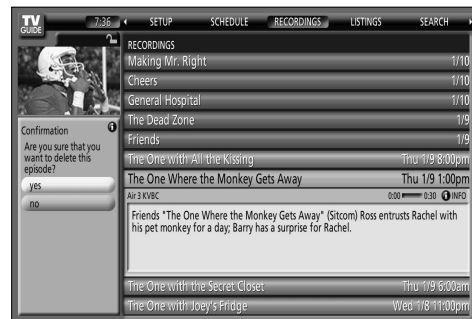 TV
GUIDE
7:36
SETUP SCHEDULE RECORDINGS LISTINGS SEARCH
RECORDINGS
Making Mr. Right 1/10
Cheers 1/10
General Hospital 1/10
The Dead Zone 1/9
Friends 1/9
The One with All the Kissing Thu 1/9 8:00pm
The One Where the Monkey Gets Away Thu 1/9 1:00pm
Air 3 KVBC 0:00 0:30 i INFO
Friends "The One Where the Monkey Gets Away" (Sitcom) Ross entrusts Rachel with
his pet monkey for a day; Barry has a surprise for Rachel.
The One with the Secret Closet Thu 1/9 6:00am
The One with Joey's Fridge Wed 1/8 11:00pm
Confirmation i
Are you sure that you
want to delete this
episode?
yes
no